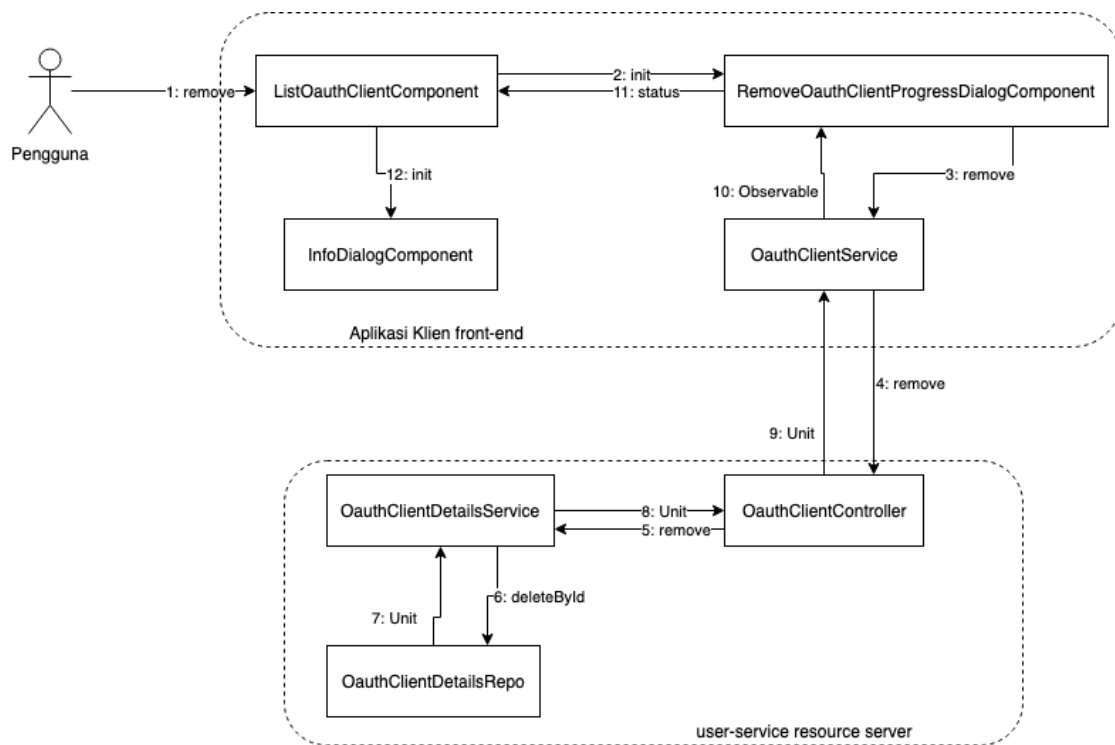 Pengguna
1: remove
ListOauthClientComponent
2: init
11: status
RemoveOauthClientProgressDialogComponent
12: init
3: remove
10: Observable
InfoDialogComponent
OauthClientService
Aplikasi Klien front-end
4: remove
9: Unit
OauthClientDetailsService
8: Unit
5: remove
OauthClientController
7: Unit
6: deleteById
OauthClientDetailsRepo
user-service resource server